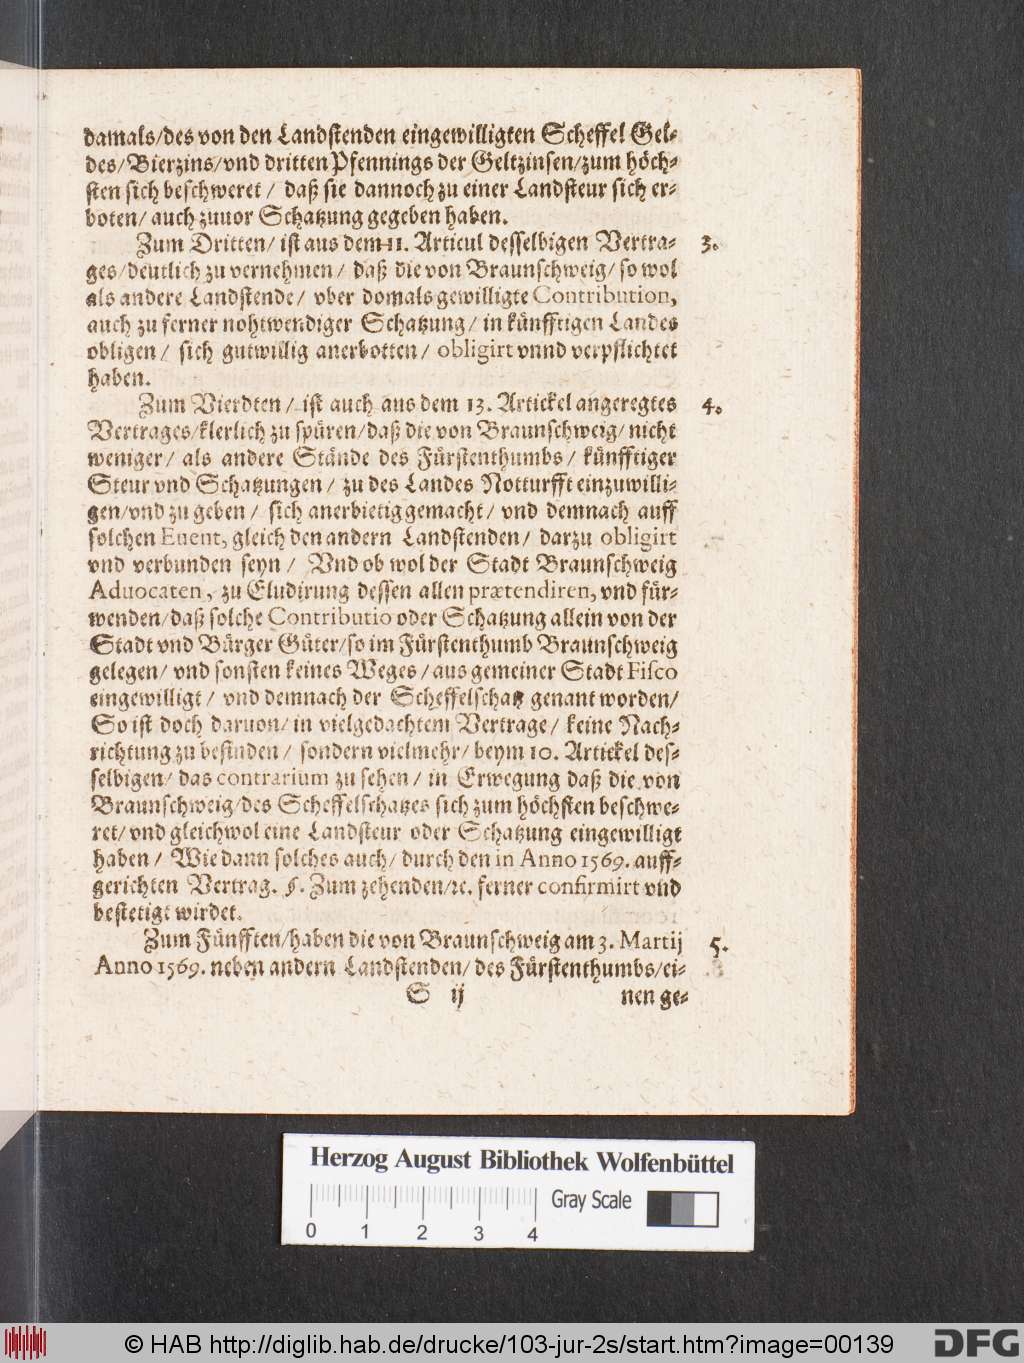 damals/des von den Landstenden eingewilligten Scheffel Gel-
des/Bierzins/vnd dritten Pfennings der Geltzinsen/zum höch-
sten sich beschweret / daß sie dannoch zu einer Landsteur sich er-
boten/ auch zuuor Schatzung gegeben haben.
Zum Dritten/ ist aus dem 11. Articul desselbigen Vertra- 3.
ges/deutlich zu vernehmen / daß die von Braunschweig/ so wol
als andere Landstende/ vber domals gewilligte Contribution,
auch zu ferner nohtwendiger Schatzung/ in künfftigen Landes
obligen / sich gutwillig anerbotten / obligirt vnnd verpflichtet
haben.
Zum Vierdten / ist auch aus dem 13. Artickel angeregtes 4.
Vertrages/klerlich zu spüren/daß die von Braunschweig/ nicht
weniger/ als andere Stände des Fürstenthumbs / künfftiger
Steur vnd Schatzungen / zu des Landes Notturfft einzuwilli-
gen/vnd zu geben / sich anerbietig gemacht/ vnd demnach auff
solchen Euent, gleich den andern Landstenden/ darzu obligirt
vnd verbunden seyn / Vnd ob wol der Stadt Braunschweig
Aduocaten, zu Eludirung dessen allen prætendiren, vnd für-
wenden/daß solche Contributio oder Schatzung allein von der
Stadt vnd Bürger Güter/so im Fürstenthumb Braunschweig
gelegen/ vnd sonsten keines Weges / aus gemeiner Stadt Fisco
eingewilligt / vnd demnach der Scheffelschatz genant worden/
So ist doch daruon/ in vielgedachtem Vertrage / keine Nach-
richtung zu befinden / sondern vielmehr/ beym 10. Artickel des-
selbigen/ das contrarium zu sehen / in Erwegung daß die von
Braunschweig/des Scheffelschatzes sich zum höchsten beschwe-
ret/ vnd gleichwol eine Landsteur oder Schatzung eingewilligt
haben / Wie dann solches auch/ durch den in Anno 1569. auff-
gerichten Vertrag. §. Zum zehenden/ꝛc. ferner confirmirt vnd
bestetigt wirdet.
Zum Fünfften/haben die von Braunschweig am 3. Martij 5.
Anno 1569. neben andern Landstenden/ des Fürstenthumbs/ei-
S ij nen ge-
Herzog August Bibliothek Wolfenbüttel
Gray Scale
0 1 2 3 4
© HAB http://diglib.hab.de/drucke/103-jur-2s/start.htm?image=00139 DFG